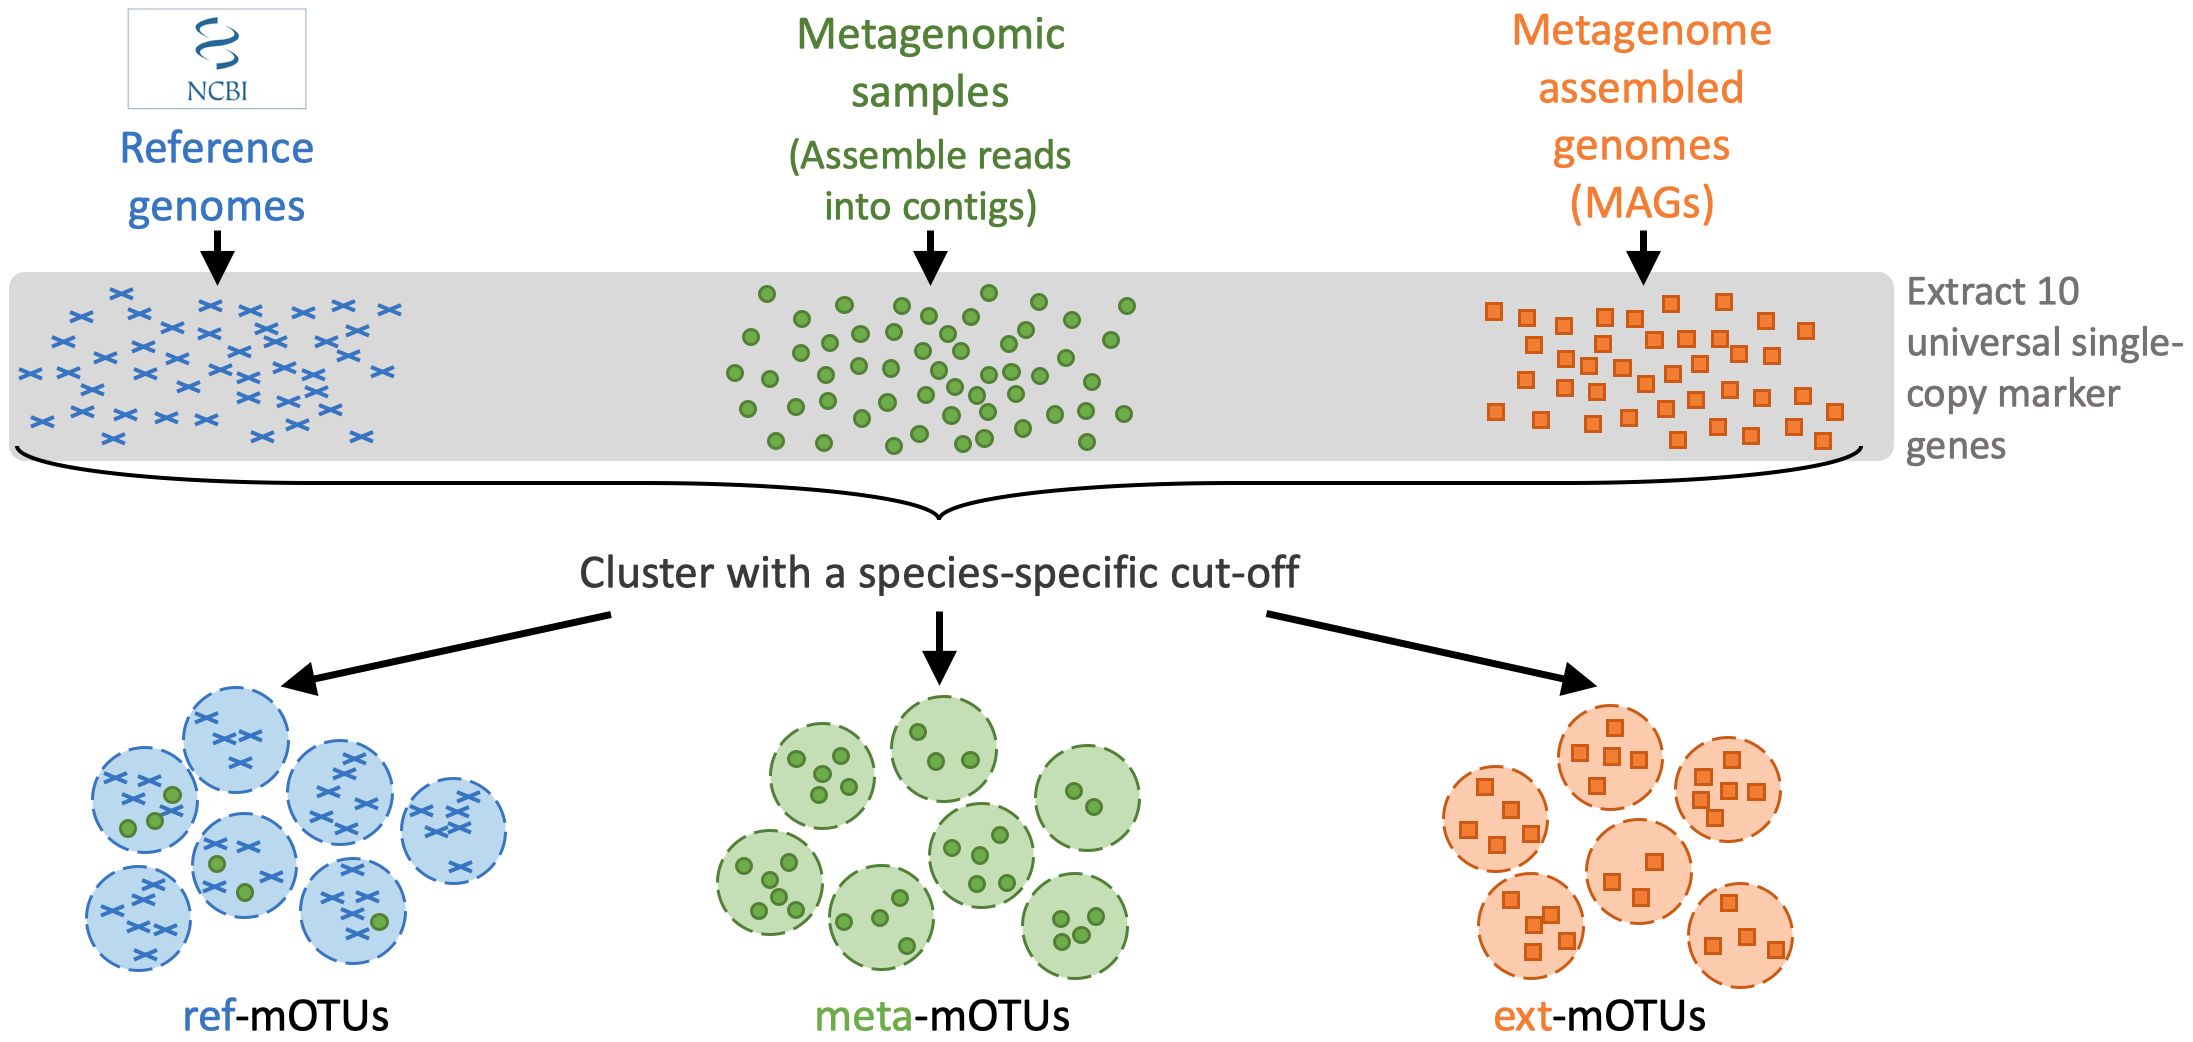 NCBI
Reference
genomes
Metagenomic
samples
(Assemble reads
into contigs)
Metagenome
assembled
genomes
(MAGs)
Extract 10
universal single-
copy marker
genes
Cluster with a species-specific cut-off
ref-mOTUs
meta-mOTUs
ext-mOTUs